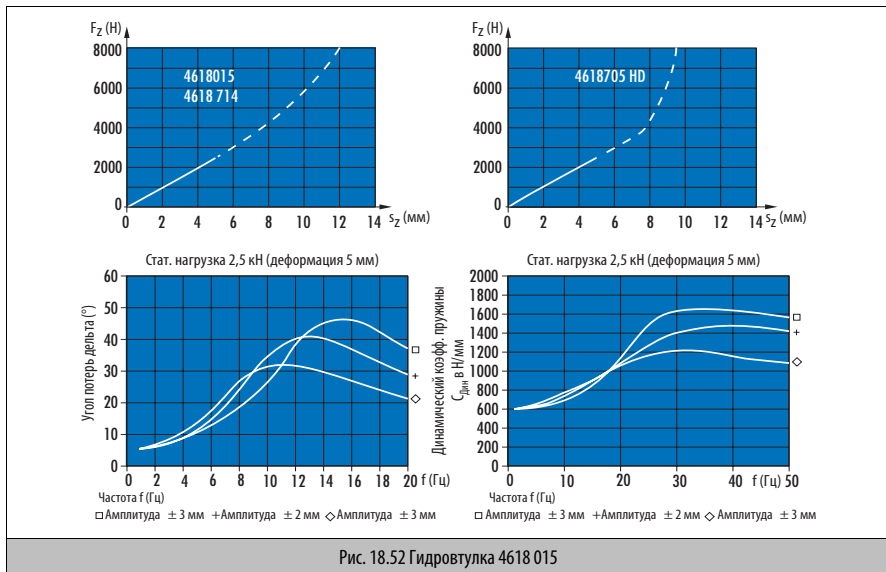 F_z (Н)
8000
6000
4000
2000
0
4618015
4618 714
0 2 4 6 8 10 12 14
s_z (мм)
F_z (Н)
8000
6000
4000
2000
0
4618705 HD
0 2 4 6 8 10 12 14
s_z (мм)
Стат. нагрузка 2,5 кН (деформация 5 мм)
Угол потерь дельта (°)
60
50
40
30
20
10
0
0 2 4 6 8 10 12 14 16 18 20 f (Гц)
Частота f (Гц)
□ Амплитуда ± 3 мм +Амплитуда ± 2 мм ◇ Амплитуда ± 3 мм
Стат. нагрузка 2,5 кН (деформация 5 мм)
Динамический коэфф. пружины
C_Дин в Н/мм
2000
1800
1600
1400
1200
1000
800
600
400
200
0
0 10 20 30 40 f (Гц) 50
Частота f (Гц)
□ Амплитуда ± 3 мм +Амплитуда ± 2 мм ◇ Амплитуда ± 3 мм
Рис. 18.52 Гидровтулка 4618 015